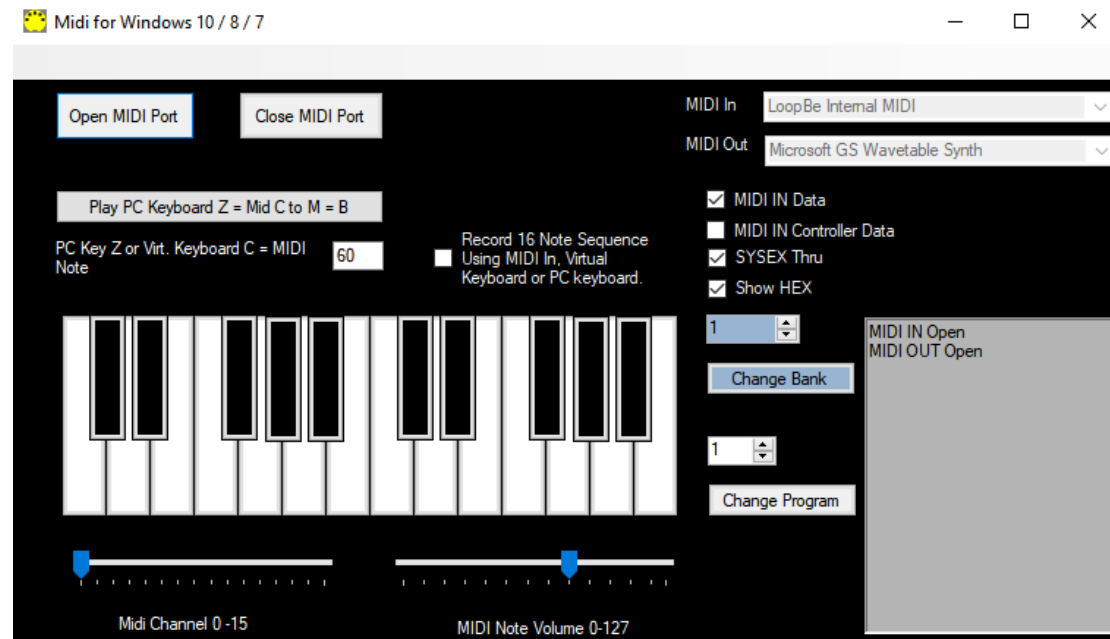 Midi for Windows 10 / 8 / 7
Open MIDI Port
Close MIDI Port
MIDI In
LoopBe Internal MIDI
MIDI Out
Microsoft GS Wavetable Synth
Play PC Keyboard Z = Mid C to M = B
PC Key Z or Virt. Keyboard C = MIDI
Note
60
Record 16 Note Sequence
Using MIDI In, Virtual
Keyboard or PC keyboard.
MIDI IN Data
MIDI IN Controller Data
SYSEX Thru
Show HEX
1
Change Bank
1
Change Program
MIDI IN Open
MIDI OUT Open
Midi Channel 0 -15
MIDI Note Volume 0-127